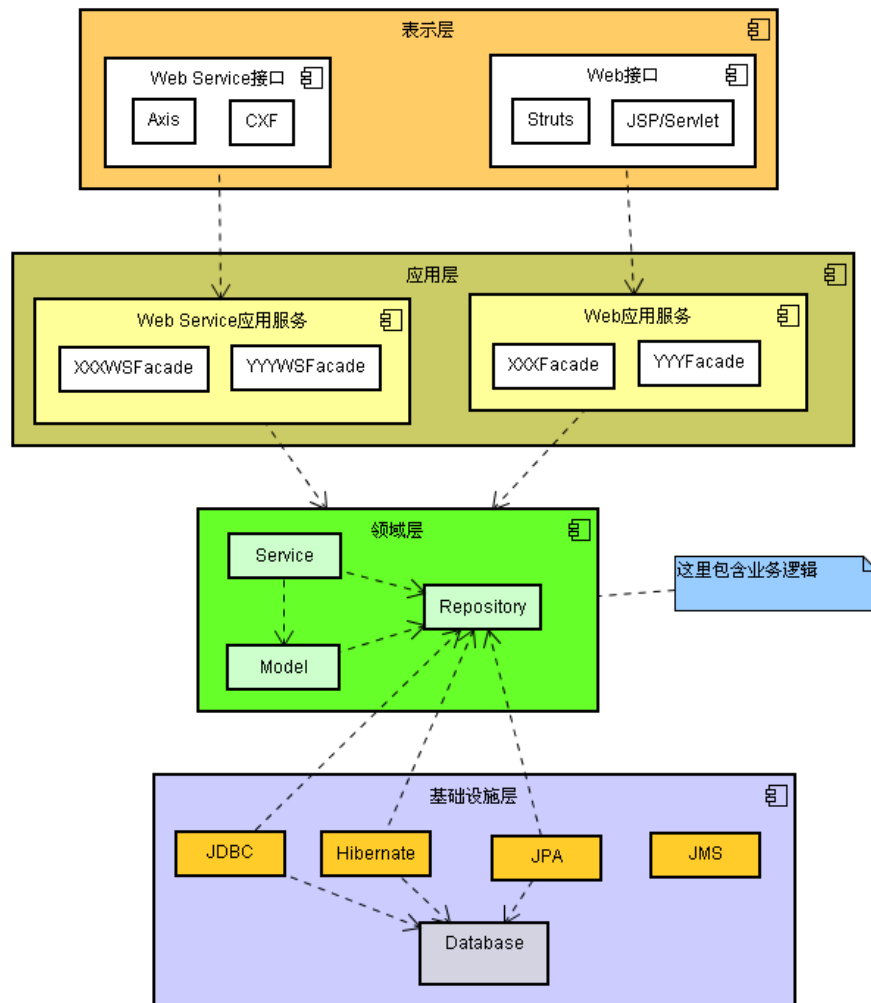 表示层
Web Service接口
Axis
CXF
Web接口
Struts
JSP/Servlet
应用层
Web Service应用服务
XXXWSFacade
YYYWSFacade
Web应用服务
XXXFacade
YYYFacade
领域层
Service
Repository
Model
这里包含业务逻辑
基础设施层
JDBC
Hibernate
JPA
JMS
Database